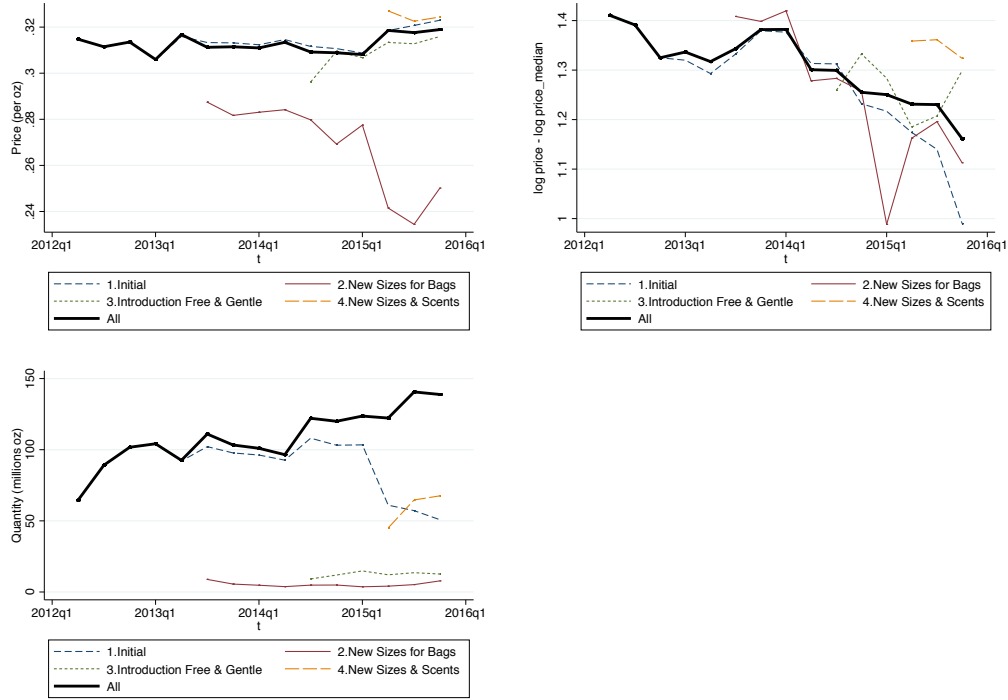 Price (per oz)
.32
.3
.28
.26
.24
2012q1 2013q1 2014q1 2015q1 2016q1
t
1.Initial 2.New Sizes for Bags
3.Introduction Free & Gentle 4.New Sizes & Scents
All
log price - log price_median
1.4
1.3
1.2
1.1
1
2012q1 2013q1 2014q1 2015q1 2016q1
t
1.Initial 2.New Sizes for Bags
3.Introduction Free & Gentle 4.New Sizes & Scents
All
Quantity (millions oz)
150
100
50
0
2012q1 2013q1 2014q1 2015q1 2016q1
t
1.Initial 2.New Sizes for Bags
3.Introduction Free & Gentle 4.New Sizes & Scents
All